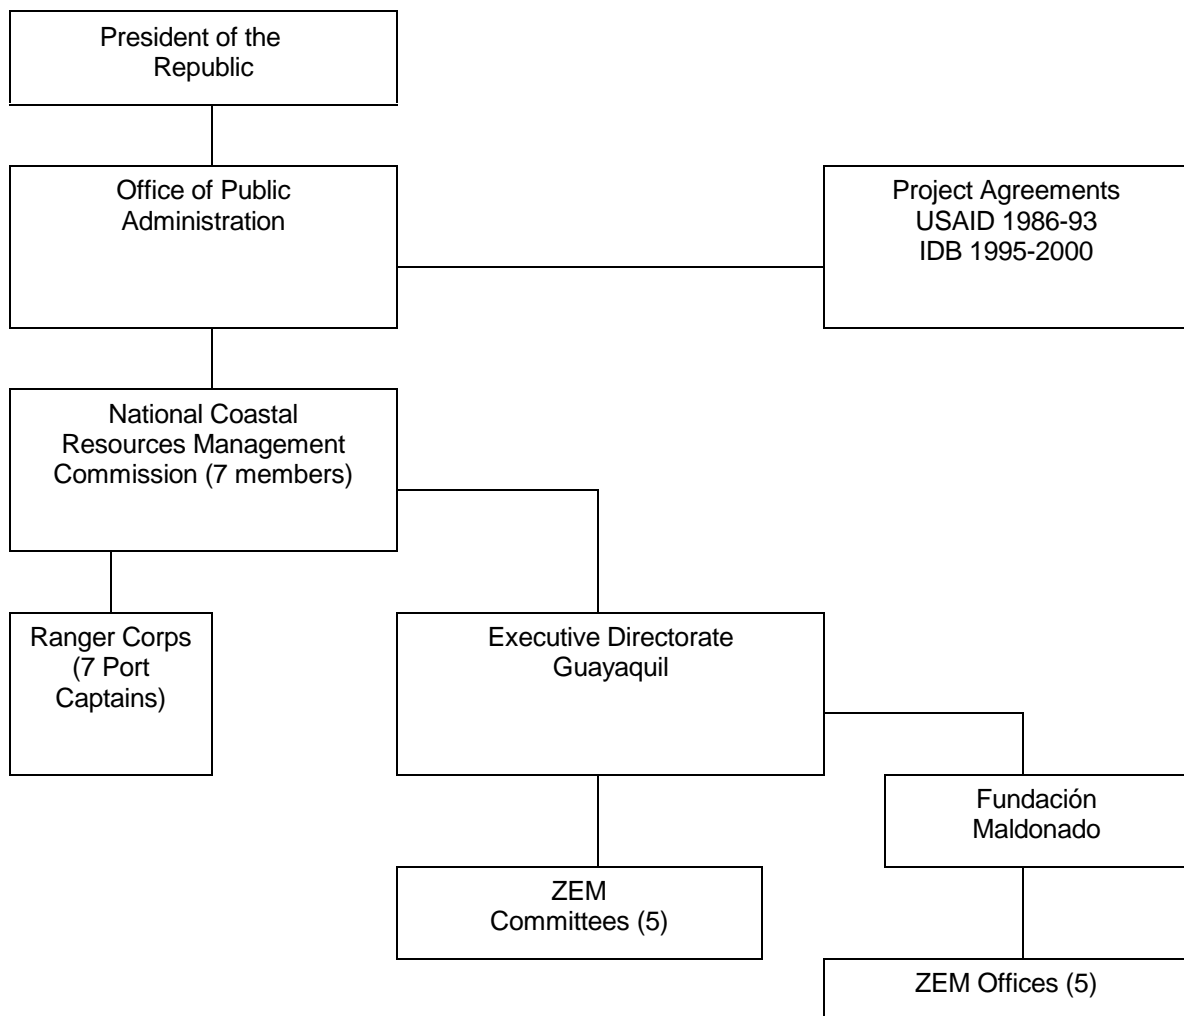 President of the
Republic
Office of Public
Administration
Project Agreements
USAID 1986-93
IDB 1995-2000
National Coastal
Resources Management
Commission (7 members)
Ranger Corps
(7 Port
Captains)
Executive Directorate
Guayaquil
Fundación
Maldonado
ZEM
Committees (5)
ZEM Offices (5)